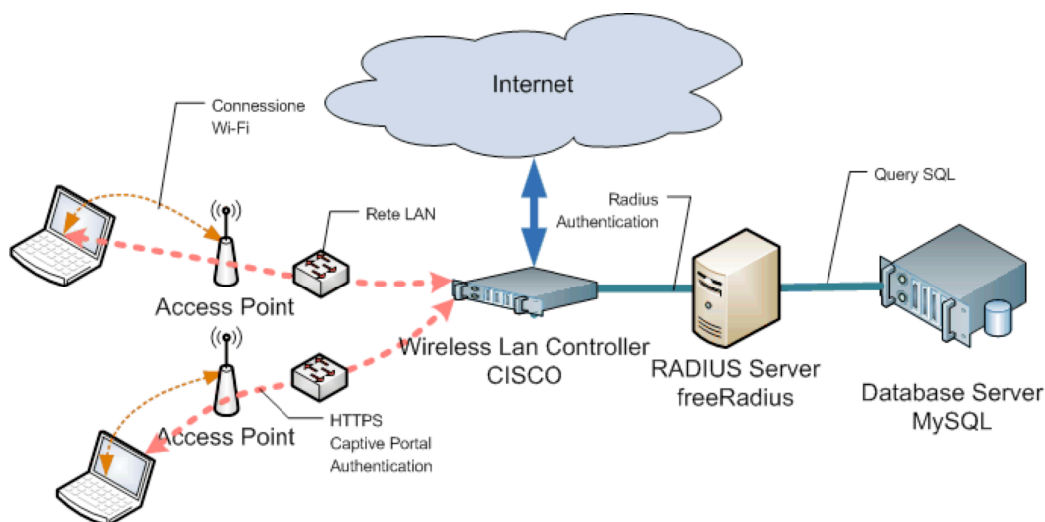 Internet
Connessione
Wi-Fi
Query SQL
Rete LAN
Radius
Authentication
Access Point
Wireless Lan Controller
CISCO
RADIUS Server
freeRadius
Database Server
MySQL
Access Point
HTTPS
Captive Portal
Authentication